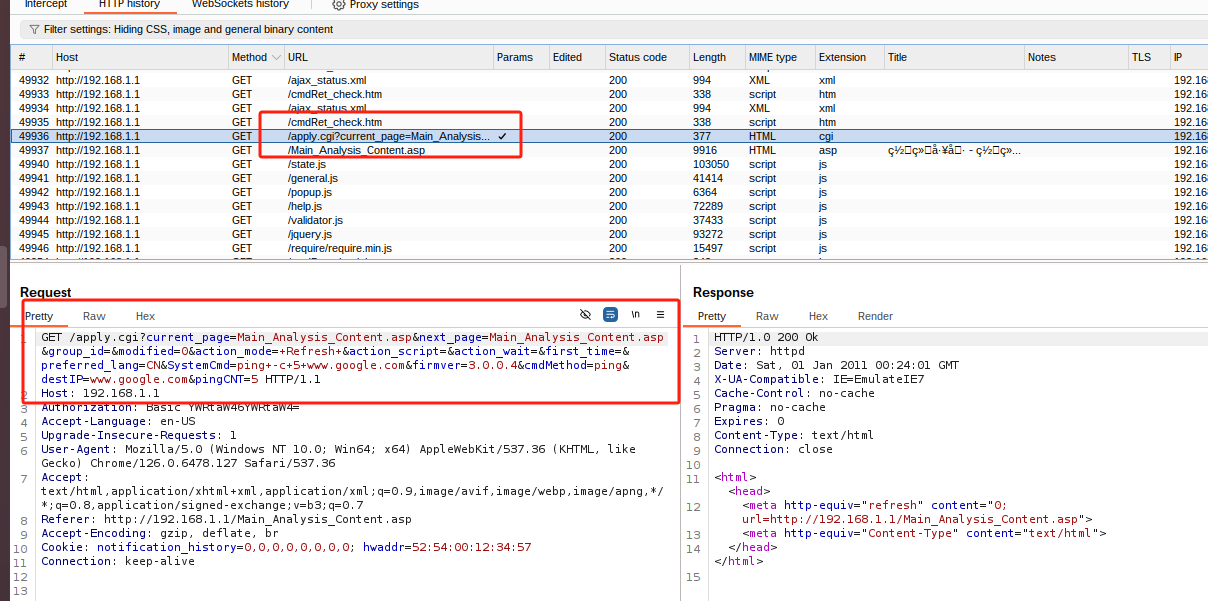 Intercept HTTP history WebSockets history Proxy settings
Filter settings: Hiding CSS, image and general binary content
# Host Method URL Params Edited Status code Length MIME type Extension Title Notes TLS IP
49932 http://192.168.1.1 GET /ajax_status.xml 200 994 XML xml 192.168
49933 http://192.168.1.1 GET /cmdRet_check.htm 200 338 script htm 192.168
49934 http://192.168.1.1 GET /ajax_status.xml 200 994 XML xml 192.168
49935 http://192.168.1.1 GET /cmdRet_check.htm 200 338 script htm 192.168
49936 http://192.168.1.1 GET /apply.cgi?current_page=Main_Analysis... ✓ 200 377 HTML cgi 192.168
49937 http://192.168.1.1 GET /Main_Analysis_Content.asp 200 9916 HTML asp 192.168
49940 http://192.168.1.1 GET /state.js 200 103050 script js 192.168
49941 http://192.168.1.1 GET /general.js 200 41414 script js 192.168
49942 http://192.168.1.1 GET /popup.js 200 6364 script js 192.168
49943 http://192.168.1.1 GET /help.js 200 72289 script js 192.168
49944 http://192.168.1.1 GET /validator.js 200 37433 script js 192.168
49945 http://192.168.1.1 GET /jquery.js 200 93272 script js 192.168
49946 http://192.168.1.1 GET /require/require.min.js 200 15497 script js 192.168
Request
Pretty Raw Hex \n
1 GET /apply.cgi?current_page=Main_Analysis_Content.asp&next_page=Main_Analysis_Content.asp
&group_id=&modified=0&action_mode=+Refresh+&action_script=&action_wait=&first_time=&
preferred_lang=CN&SystemCmd=ping+-c+5+www.google.com&firmver=3.0.0.4&cmdMethod=ping&
destIP=www.google.com&pingCNT=5 HTTP/1.1
2 Host: 192.168.1.1
3 Authorization: Basic YWRtaW46YWRtaW4=
4 Accept-Language: en-US
5 Upgrade-Insecure-Requests: 1
6 User-Agent: Mozilla/5.0 (Windows NT 10.0; Win64; x64) AppleWebKit/537.36 (KHTML, like
Gecko) Chrome/126.0.6478.127 Safari/537.36
7 Accept:
text/html,application/xhtml+xml,application/xml;q=0.9,image/avif,image/webp,image/apng,*/
*;q=0.8,application/signed-exchange;v=b3;q=0.7
8 Referer: http://192.168.1.1/Main_Analysis_Content.asp
9 Accept-Encoding: gzip, deflate, br
10 Cookie: notification_history=0,0,0,0,0,0,0,0; hwaddr=52:54:00:12:34:57
11 Connection: keep-alive
12
13
Response
Pretty Raw Hex Render
1 HTTP/1.0 200 Ok
2 Server: httpd
3 Date: Sat, 01 Jan 2011 00:24:01 GMT
4 X-UA-Compatible: IE=EmulateIE7
5 Cache-Control: no-cache
6 Pragma: no-cache
7 Expires: 0
8 Content-Type: text/html
9 Connection: close
10
11 <html>
<head>
12 <meta http-equiv="refresh" content="0;
url=http://192.168.1.1/Main_Analysis_Content.asp">
13 <meta http-equiv="Content-Type" content="text/html">
14 </head>
</html>
15